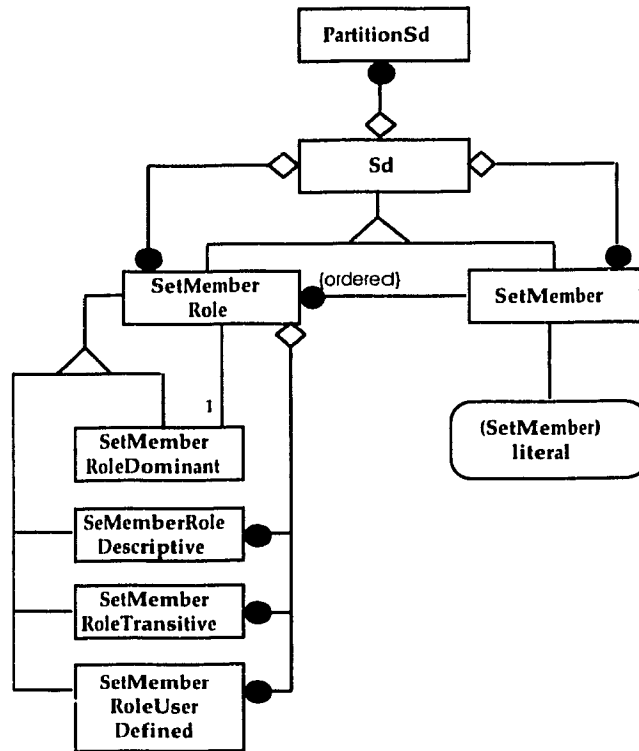 PartitionSd
Sd
SetMember
Role
{ordered}
SetMember
1
(SetMember)
literal
SetMember
RoleDominant
SeMemberRole
Descriptive
SetMember
RoleTransitive
SetMember
RoleUser
Defined